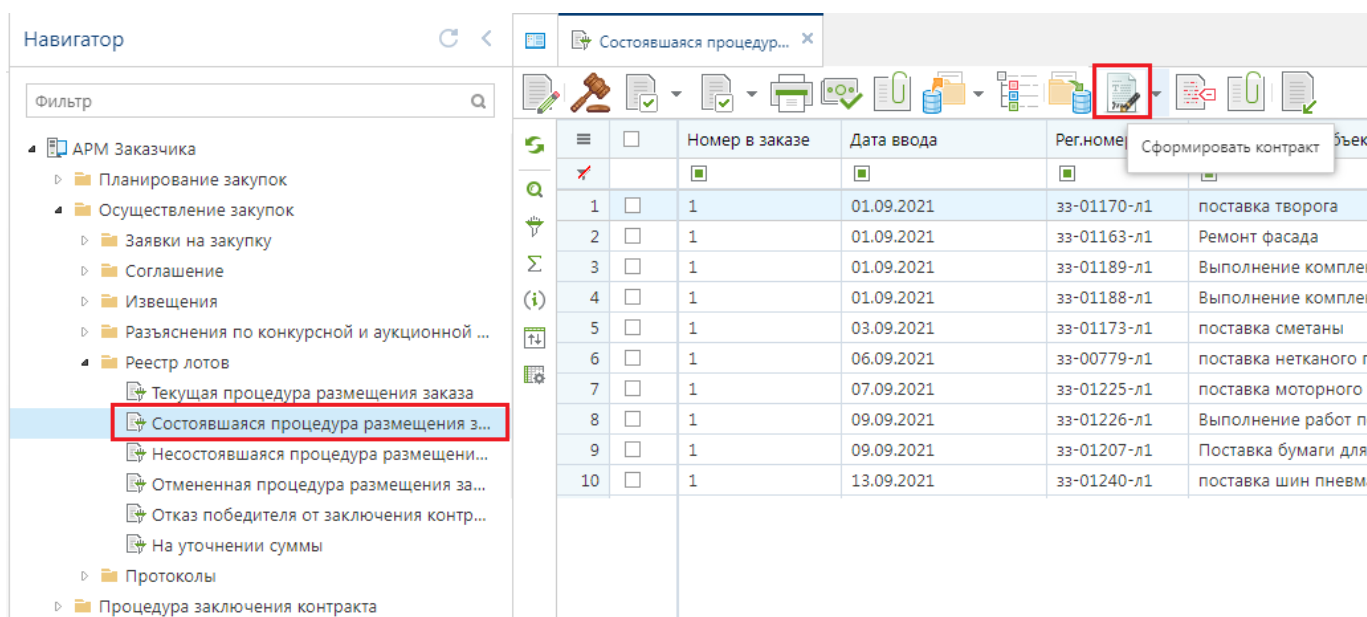 Навигатор
Состоявшаяся процедур...
Фильтр
АРМ Заказчика
Планирование закупок
Осуществление закупок
Заявки на закупку
Соглашение
Извещения
Разъяснения по конкурсной и аукционной ...
Реестр лотов
Текущая процедура размещения заказа
Состоявшаяся процедура размещения з...
Несостоявшаяся процедура размещени...
Отмененная процедура размещения за...
Отказ победителя от заключения контр...
На уточнении суммы
Протоколы
Процедура заключения контракта
Сформировать контракт
Номер в заказе Дата ввода Рег.номе бъек
1 1 01.09.2021 зз-01170-л1 поставка творога
2 1 01.09.2021 зз-01163-л1 Ремонт фасада
3 1 01.09.2021 зз-01189-л1 Выполнение комплек
4 1 01.09.2021 зз-01188-л1 Выполнение комплек
5 1 03.09.2021 зз-01173-л1 поставка сметаны
6 1 06.09.2021 зз-00779-л1 поставка нетканого п
7 1 07.09.2021 зз-01225-л1 поставка моторного
8 1 09.09.2021 зз-01226-л1 Выполнение работ п
9 1 09.09.2021 зз-01207-л1 Поставка бумаги для
10 1 13.09.2021 зз-01240-л1 поставка шин пневма